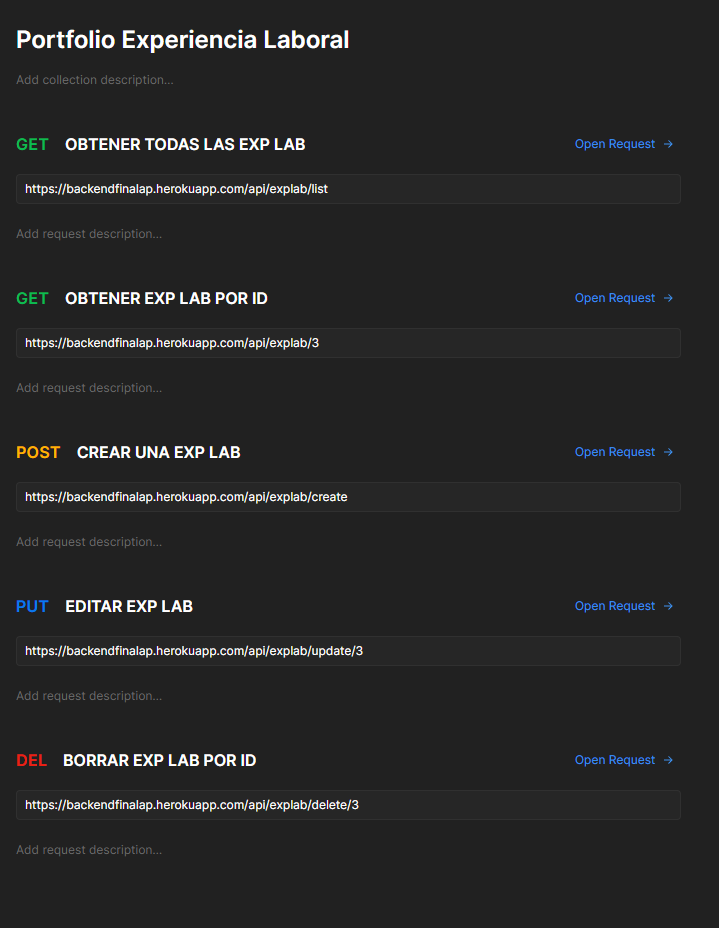 Portfolio Experiencia Laboral
Add collection description...
GET OBTENER TODAS LAS EXP LAB Open Request →
https://backendfinalap.herokuapp.com/api/explab/list
Add request description...
GET OBTENER EXP LAB POR ID Open Request →
https://backendfinalap.herokuapp.com/api/explab/3
Add request description...
POST CREAR UNA EXP LAB Open Request →
https://backendfinalap.herokuapp.com/api/explab/create
Add request description...
PUT EDITAR EXP LAB Open Request →
https://backendfinalap.herokuapp.com/api/explab/update/3
Add request description...
DEL BORRAR EXP LAB POR ID Open Request →
https://backendfinalap.herokuapp.com/api/explab/delete/3
Add request description...